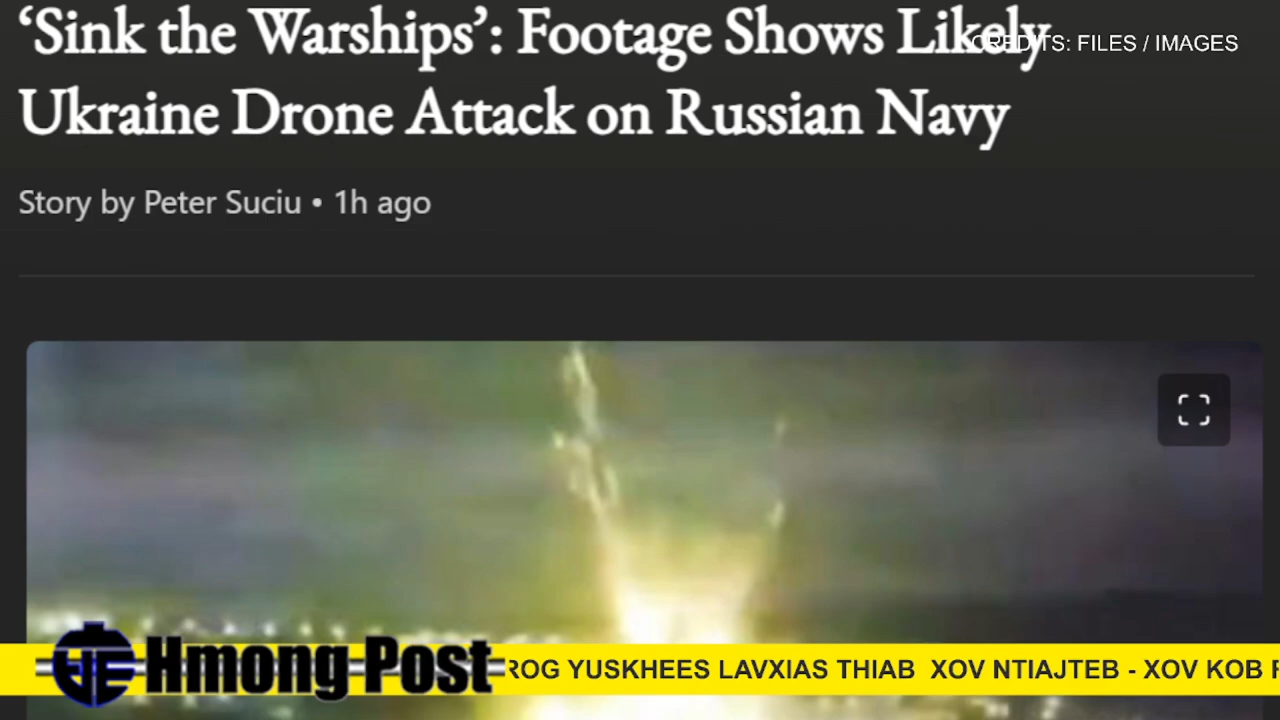 ‘Sink the Warships’: Footage Shows Likely
CREDITS: FILES / IMAGES
Ukraine Drone Attack on Russian Navy
Story by Peter Suciu • 1h ago
Hmong Post
ROG YUSKHEES LAVXIAS THIAB XOV NTIAJTEB - XOV KOB